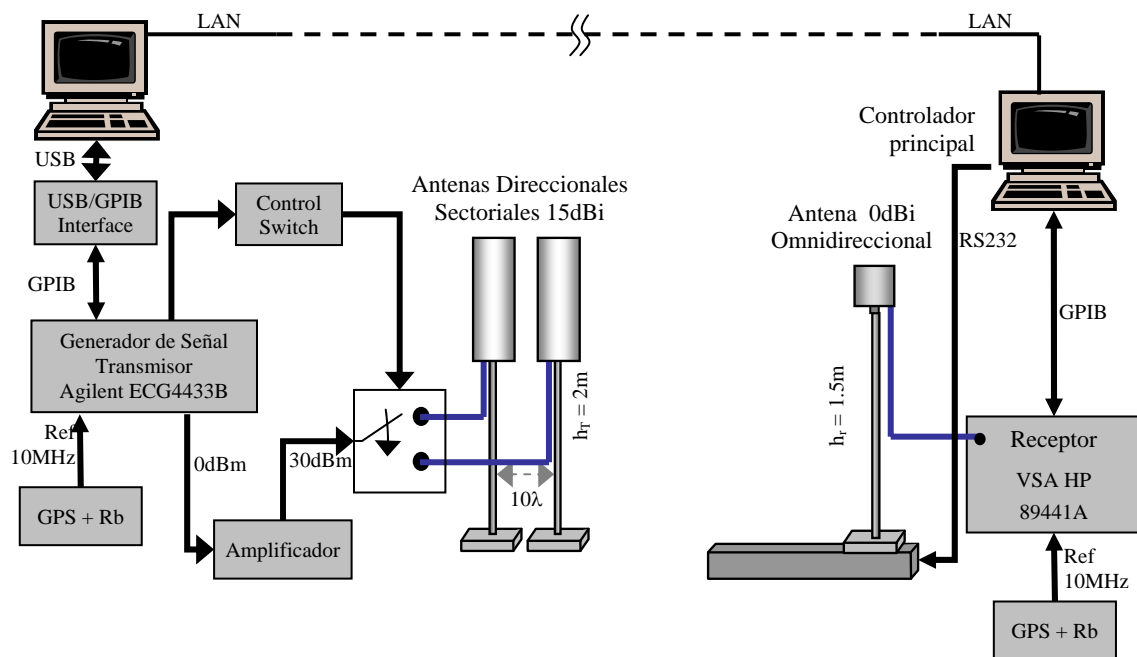 LAN
LAN
USB
USB/GPIB
Interface
Control
Switch
Antenas Direccionales
Sectoriales 15dBi
Controlador
principal
Antena 0dBi
Omnidireccional
RS232
GPIB
GPIB
Generador de Señal
Transmisor
Agilent ECG4433B
hT = 2m
hr = 1.5m
Ref
10MHz
0dBm
30dBm
10λ
Receptor
VSA HP
89441A
GPS + Rb
Amplificador
Ref
10MHz
GPS + Rb